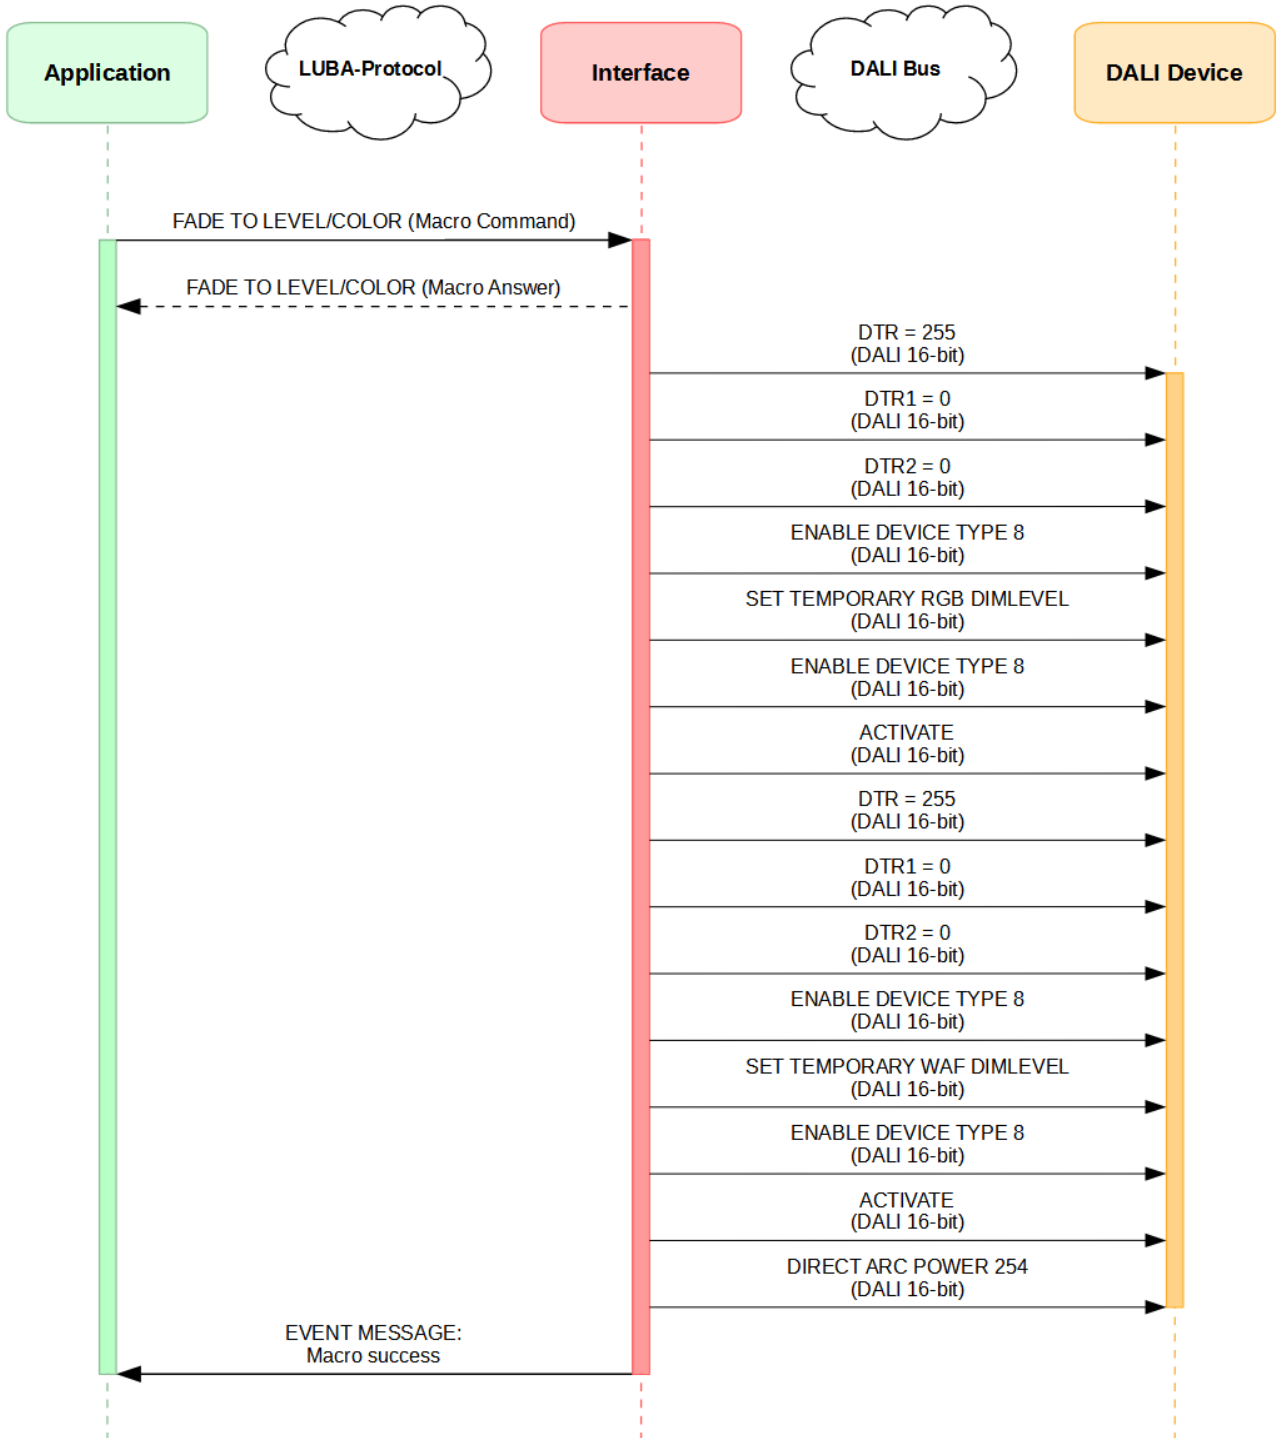 Application
LUBA-Protocol
Interface
DALI Bus
DALI Device
FADE TO LEVEL/COLOR (Macro Command)
FADE TO LEVEL/COLOR (Macro Answer)
DTR = 255
(DALI 16-bit)
DTR1 = 0
(DALI 16-bit)
DTR2 = 0
(DALI 16-bit)
ENABLE DEVICE TYPE 8
(DALI 16-bit)
SET TEMPORARY RGB DIMLEVEL
(DALI 16-bit)
ENABLE DEVICE TYPE 8
(DALI 16-bit)
ACTIVATE
(DALI 16-bit)
DTR = 255
(DALI 16-bit)
DTR1 = 0
(DALI 16-bit)
DTR2 = 0
(DALI 16-bit)
ENABLE DEVICE TYPE 8
(DALI 16-bit)
SET TEMPORARY WAF DIMLEVEL
(DALI 16-bit)
ENABLE DEVICE TYPE 8
(DALI 16-bit)
ACTIVATE
(DALI 16-bit)
DIRECT ARC POWER 254
(DALI 16-bit)
EVENT MESSAGE:
Macro success